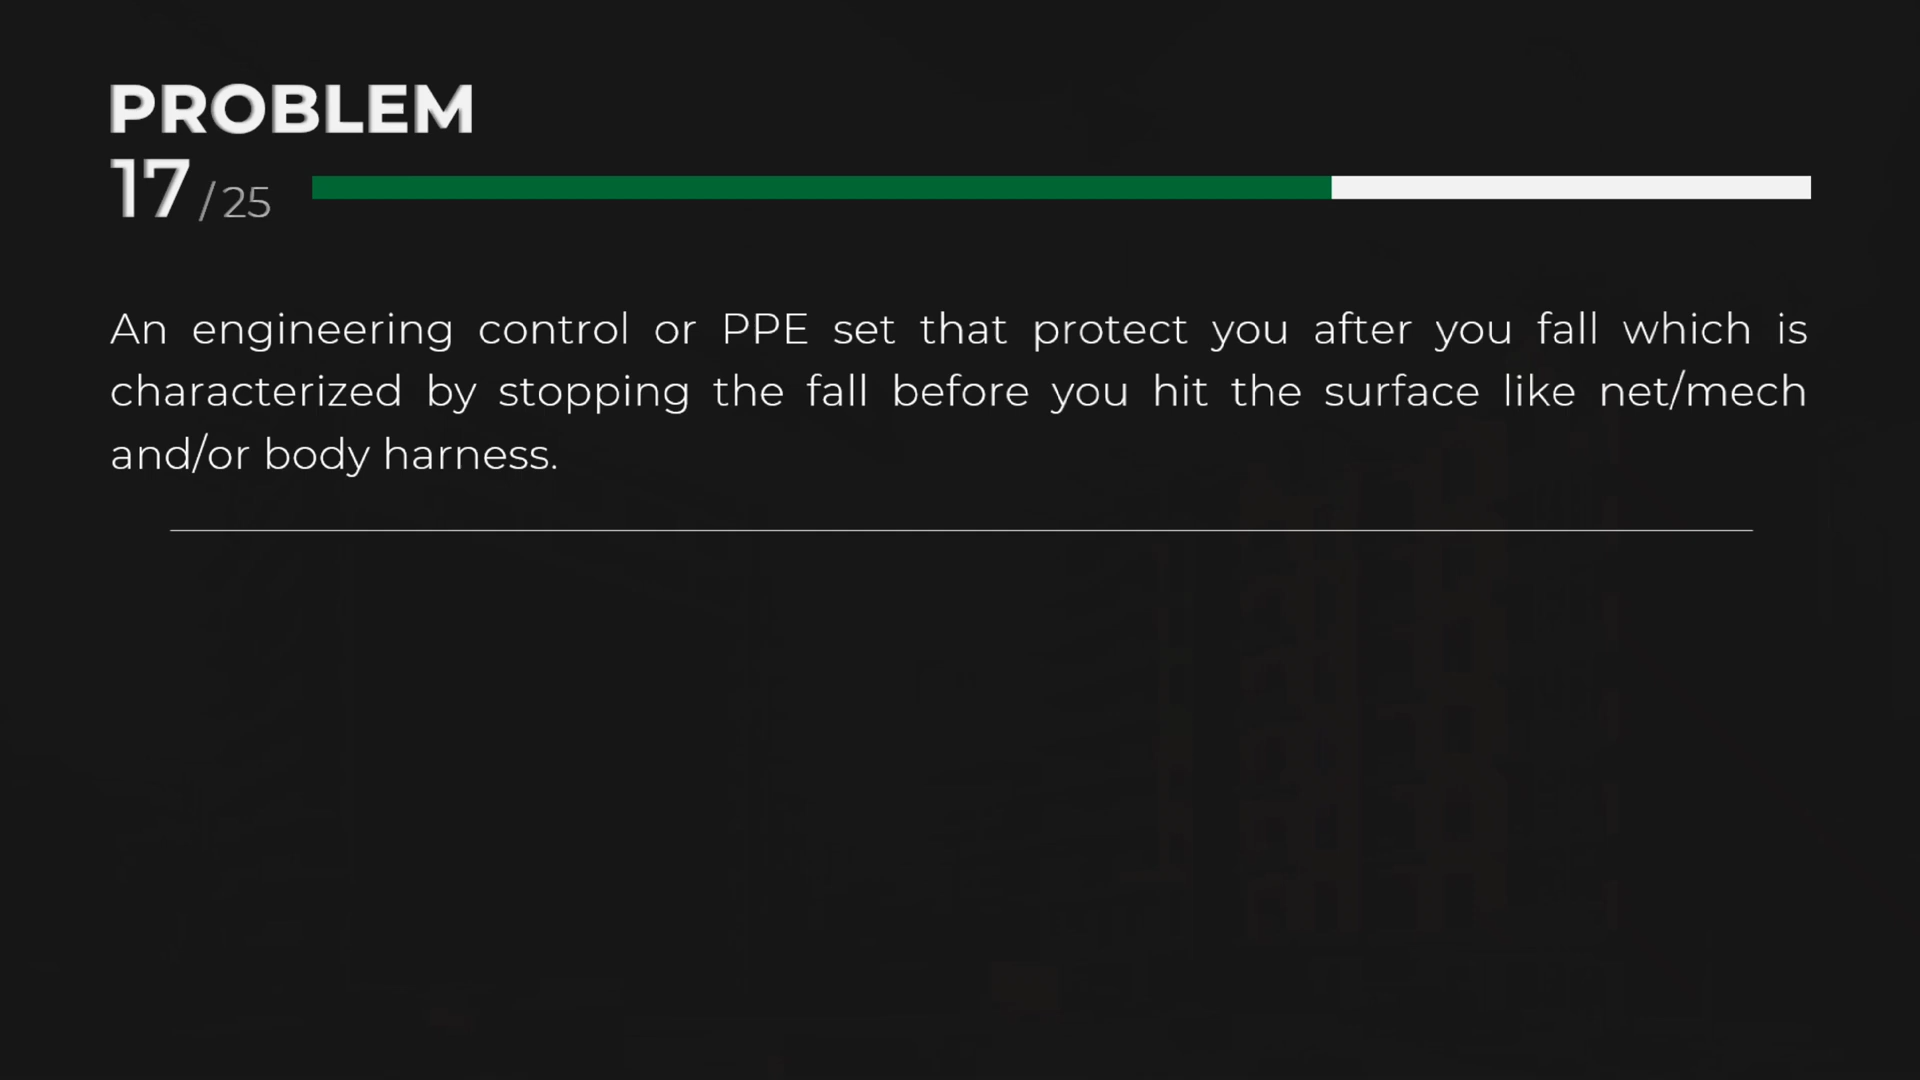 PROBLEM
17/25
An engineering control or PPE set that protect you after you fall which is
characterized by stopping the fall before you hit the surface like net/mech
and/or body harness.